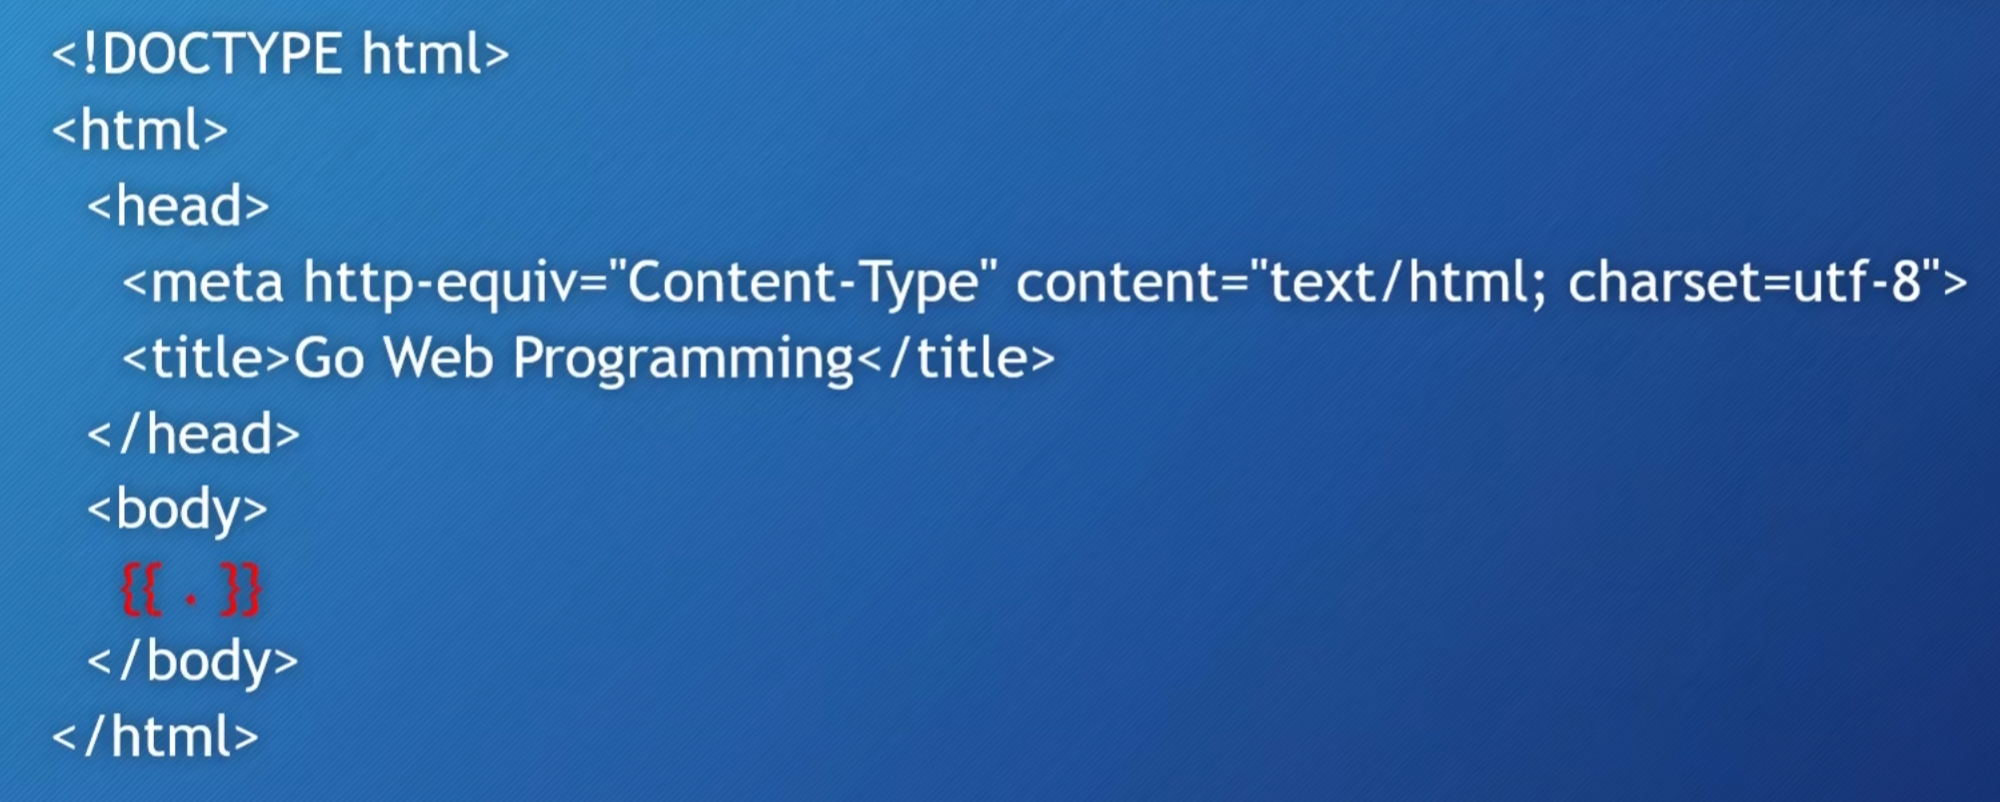 <!DOCTYPE html>
<html>
<head>
<meta http-equiv="Content-Type" content="text/html; charset=utf-8">
<title>Go Web Programming</title>
</head>
<body>
{{ . }}
</body>
</html>